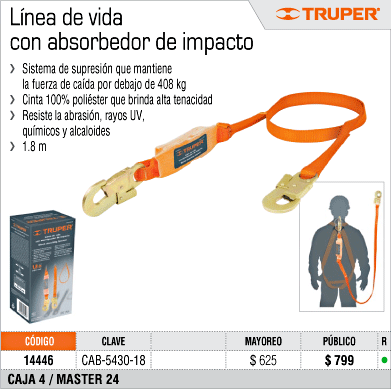 Línea de vida
con absorbedor de impacto
TRUPER®
Sistema de supresión que mantiene
la fuerza de caída por debajo de 408 kg
Cinta 100% poliéster que brinda alta tenacidad
Resiste la abrasión, rayos UV,
químicos y alcaloides
1.8 m
TRUPER
TRUPER
CÓDIGO CLAVE MAYOREO PÚBLICO R
14446 CAB-5430-18 $ 625 $ 799
CAJA 4 / MASTER 24